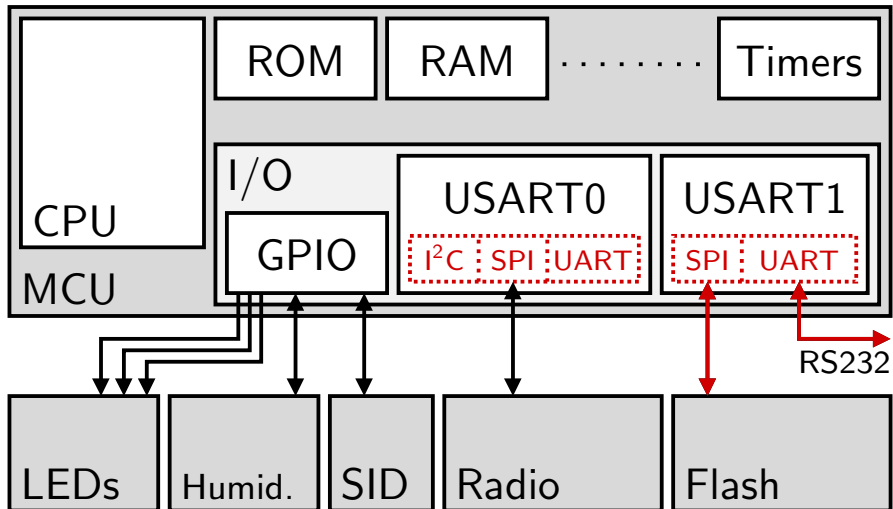 ROM
RAM
........
Timers
CPU
MCU
I/O
GPIO
USART0
I²C
SPI
UART
USART1
SPI
UART
RS232
LEDs
Humid.
SID
Radio
Flash